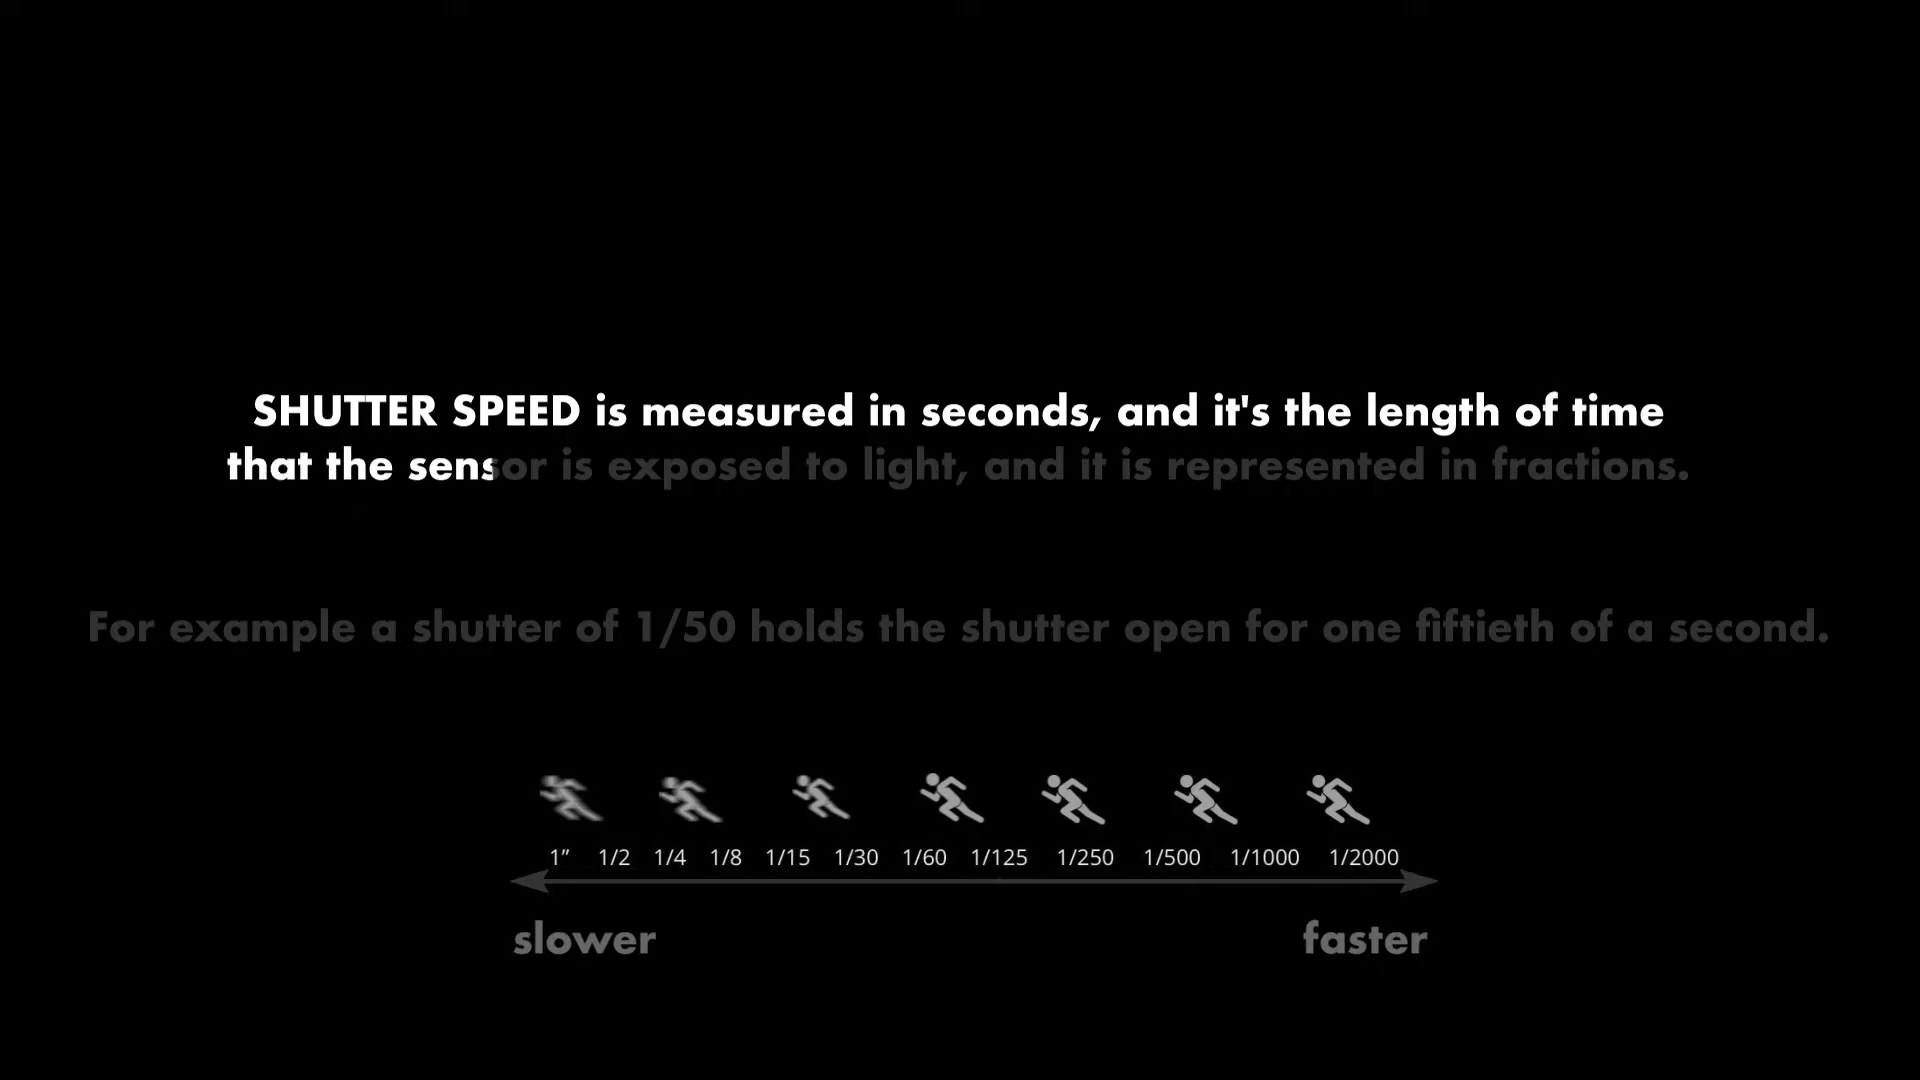 SHUTTER SPEED is measured in seconds, and it's the length of time
that the sensor is exposed to light, and it is represented in fractions.
For example a shutter of 1/50 holds the shutter open for one fiftieth of a second.
1” 1/2 1/4 1/8 1/15 1/30 1/60 1/125 1/250 1/500 1/1000 1/2000
slower faster